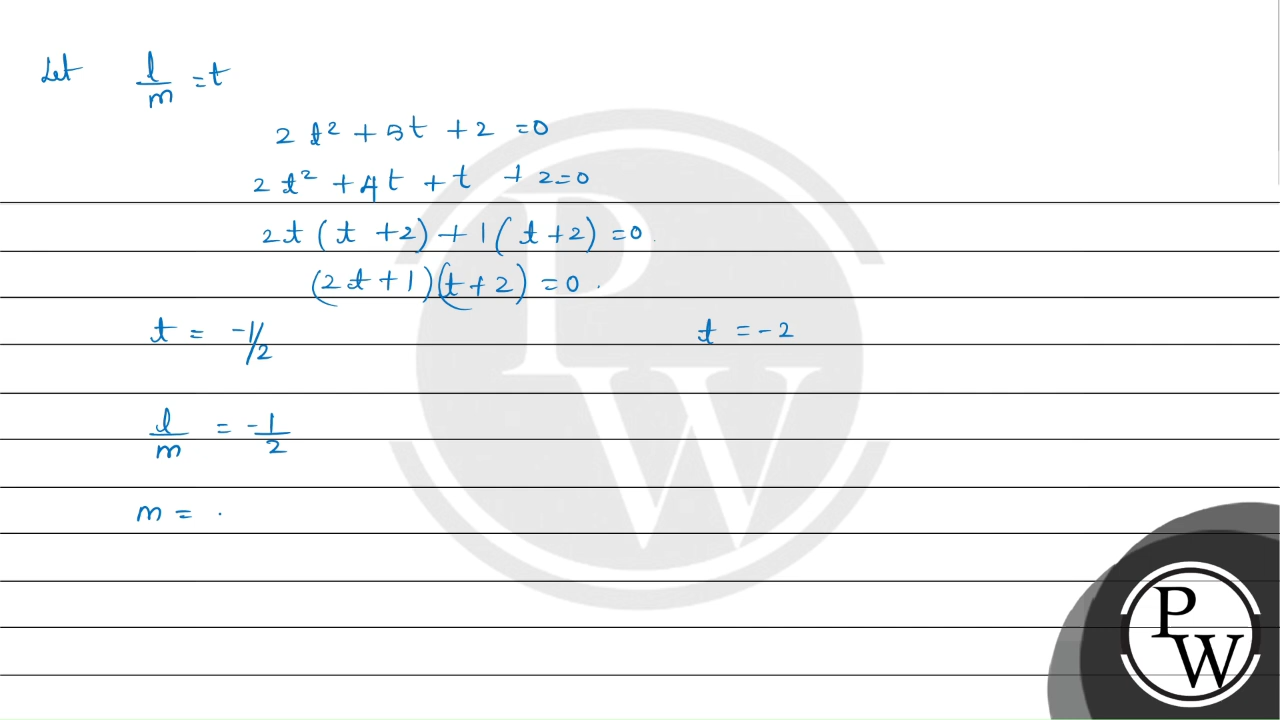 Let l/m = t
2t² + 5t + 2 = 0
2t² + 4t + t + 2 = 0
2t (t + 2) + 1 (t + 2) = 0.
(2t + 1)(t + 2) = 0.
t = -1/2 t = -2
l/m = -1/2
m = .
PW
PW